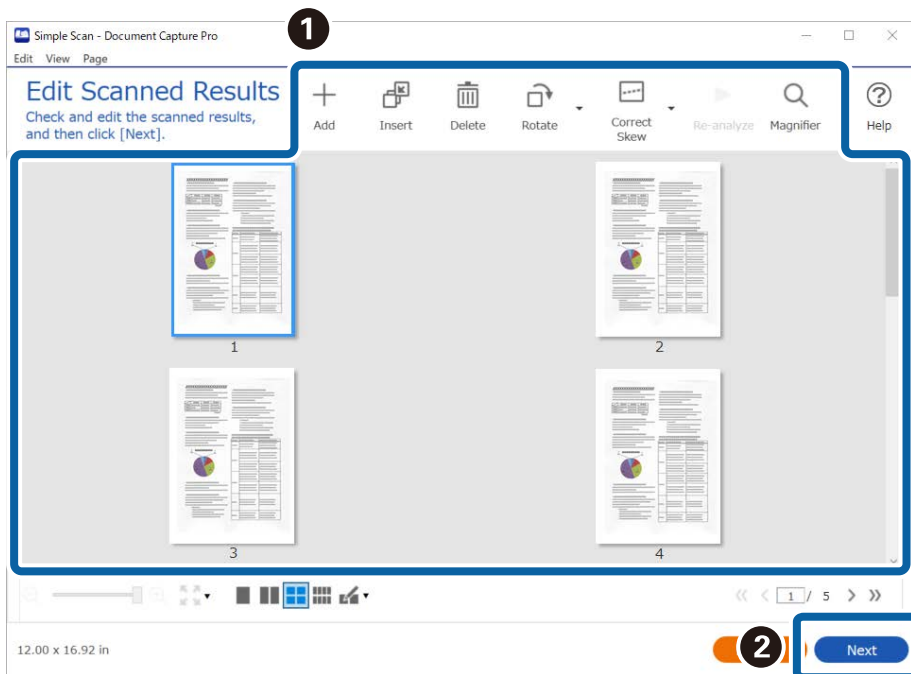 1
Simple Scan - Document Capture Pro
Edit View Page
Edit Scanned Results
Check and edit the scanned results,
and then click [Next].
Add
Insert
Delete
Rotate
Correct
Skew
Re-analyze
Magnifier
Help
1
2
3
4
1 / 5
12.00 x 16.92 in
2
Next